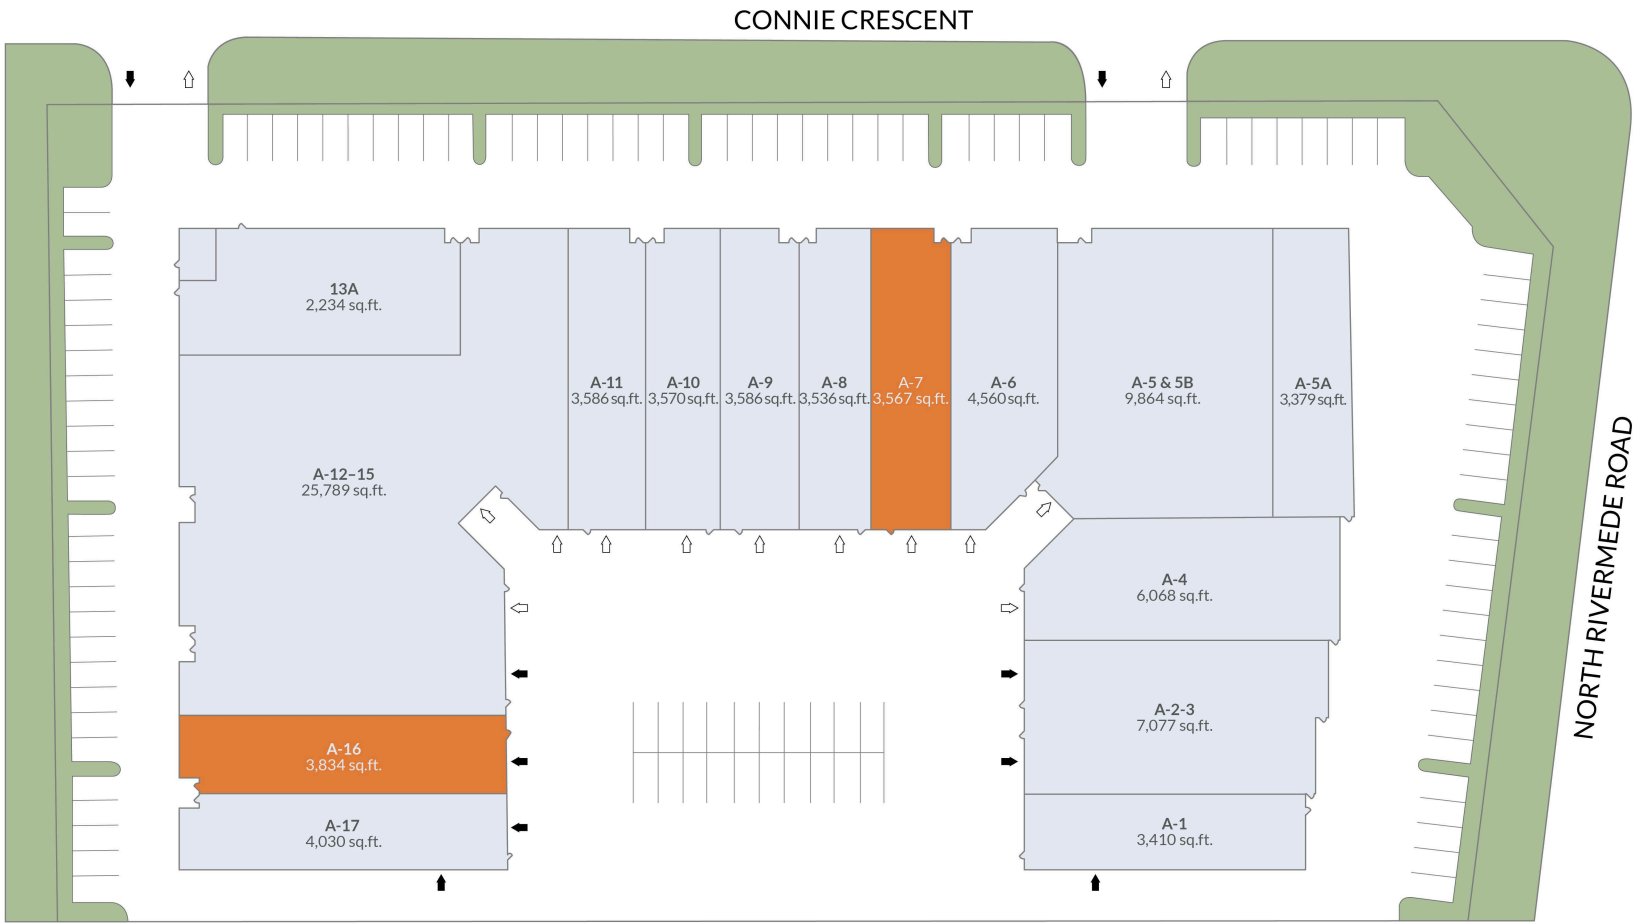 CONNIE CRESCENT
13A
2,234 sq.ft.
A-11
3,586 sq.ft.
A-10
3,570 sq.ft.
A-9
3,586 sq.ft.
A-8
3,536 sq.ft.
A-7
3,567 sq.ft.
A-6
4,560 sq.ft.
A-5 & 5B
9,864 sq.ft.
A-5A
3,379 sq.ft.
A-12–15
25,789 sq.ft.
NORTH RIVERMEDE ROAD
A-4
6,068 sq.ft.
A-2-3
7,077 sq.ft.
A-16
3,834 sq.ft.
A-17
4,030 sq.ft.
A-1
3,410 sq.ft.